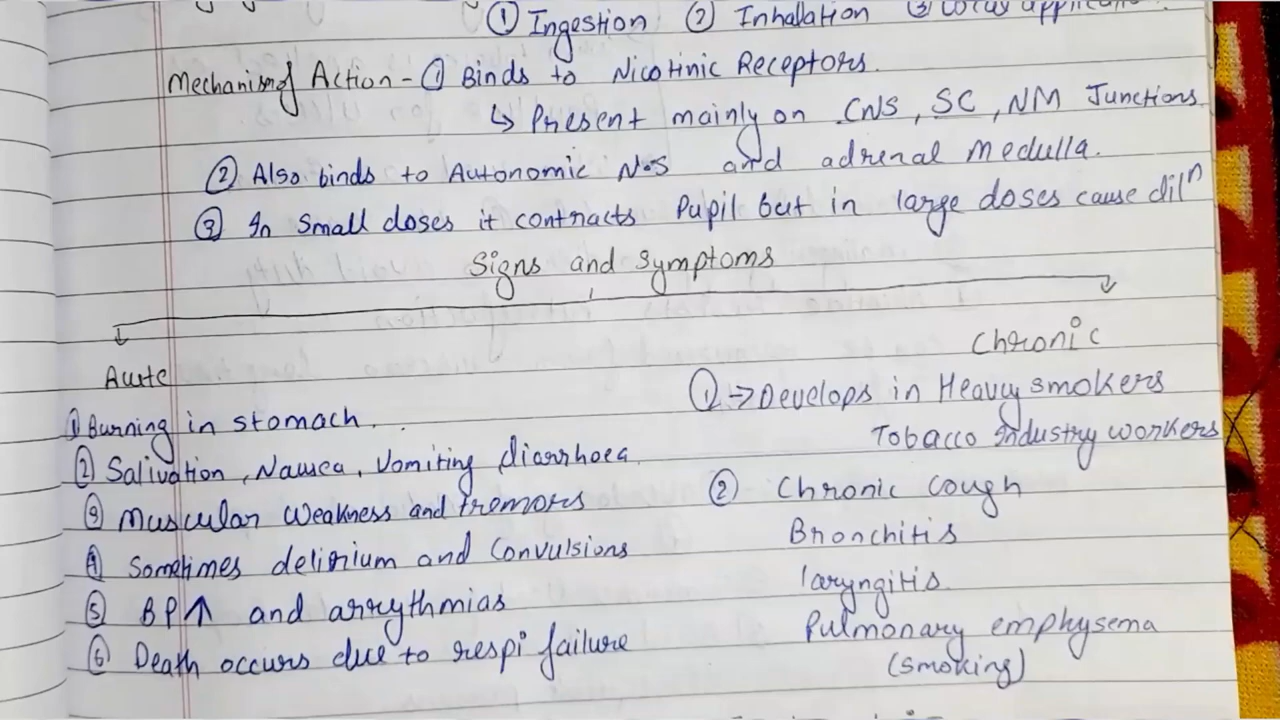 ① Ingestion ② Inhalation ③ Local
Mechanism of Action - ① Binds to Nicotinic Receptors.
↳ Present mainly on CNS, SC, NM Junctions
② Also binds to Autonomic N.S and adrenal medulla.
③ In Small doses it contracts Pupil but in large doses cause dilⁿ
Signs and Symptoms
Acute
Chronic
① Burning in stomach.
② Salivation, Nausea, Vomiting diarrhoea
③ Muscular weakness and tremors
④ Sometimes delirium and Convulsions
⑤ BP↑ and arrythmias
⑥ Death occurs due to respi failure
① → Develops in Heavy smokers
Tobacco industry workers
② Chronic cough
Bronchitis
laryngitis
Pulmonary emphysema
(smoking)